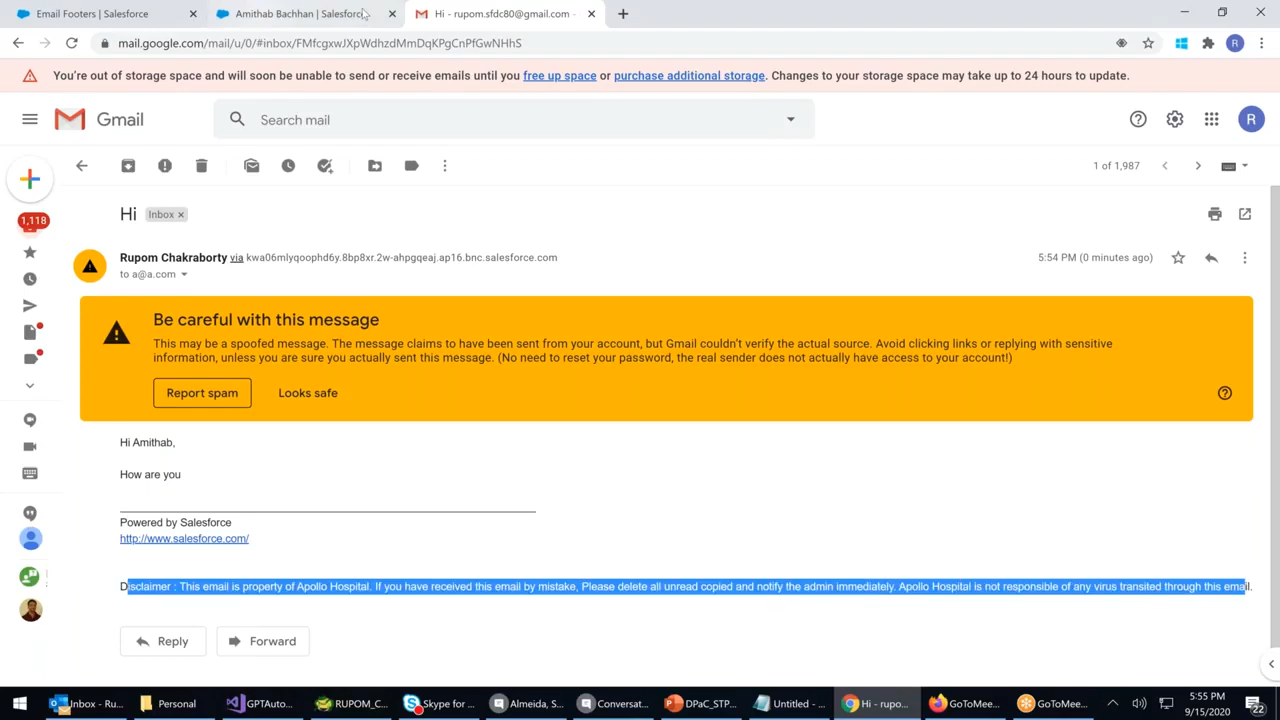 Email Footers | Salesforce
Amithab Bachhan | Salesforce
Hi - rupom.sfdc80@gmail.com -
mail.google.com/mail/u/0/#inbox/FMfcgxwJXpWdhzdMmDqKPgCnPfGwNHhS
R
You're out of storage space and will soon be unable to send or receive emails until you free up space or purchase additional storage. Changes to your storage space may take up to 24 hours to update.
Gmail
Search mail
R
1 of 1,987
1,118
Hi
Inbox ×
Rupom Chakraborty via kwa06mlyqoophd6y.8bp8xr.2w-ahpgqeaj.ap16.bnc.salesforce.com
5:54 PM (0 minutes ago)
to a@a.com
Be careful with this message
This may be a spoofed message. The message claims to have been sent from your account, but Gmail couldn't verify the actual source. Avoid clicking links or replying with sensitive
information, unless you are sure you actually sent this message. (No need to reset your password, the real sender does not actually have access to your account!)
Report spam
Looks safe
Hi Amithab,
How are you
Powered by Salesforce
http://www.salesforce.com/
Disclaimer : This email is property of Apollo Hospital. If you have received this email by mistake, Please delete all unread copied and notify the admin immediately. Apollo Hospital is not responsible of any virus transited through this email.
Reply
Forward
Inbox - Ru...
Personal
GPTAuto...
RUPOM_C...
Skype for ...
Almeida, S...
Conversat...
DPaC_STP...
Untitled - ...
Hi - rupo...
GoToMee...
GoToMee...
5:55 PM
9/15/2020
22